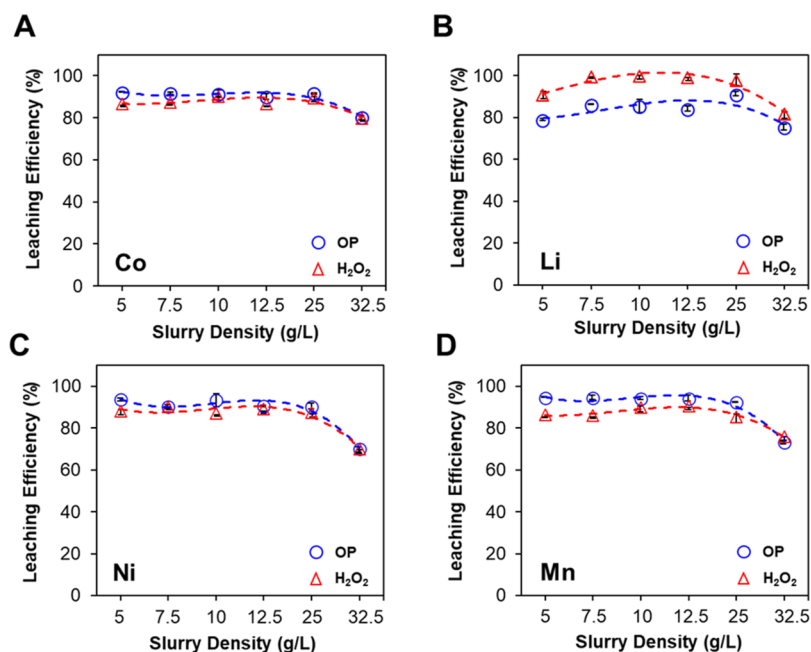 A
Leaching Efficiency (%)
100
80
60
40
20
0
OP
H₂O₂
Co
5 7.5 10 12.5 25 32.5
Slurry Density (g/L)
B
Leaching Efficiency (%)
100
80
60
40
20
0
OP
H₂O₂
Li
5 7.5 10 12.5 25 32.5
Slurry Density (g/L)
C
Leaching Efficiency (%)
100
80
60
40
20
0
OP
H₂O₂
Ni
5 7.5 10 12.5 25 32.5
Slurry Density (g/L)
D
Leaching Efficiency (%)
100
80
60
40
20
0
OP
H₂O₂
Mn
5 7.5 10 12.5 25 32.5
Slurry Density (g/L)